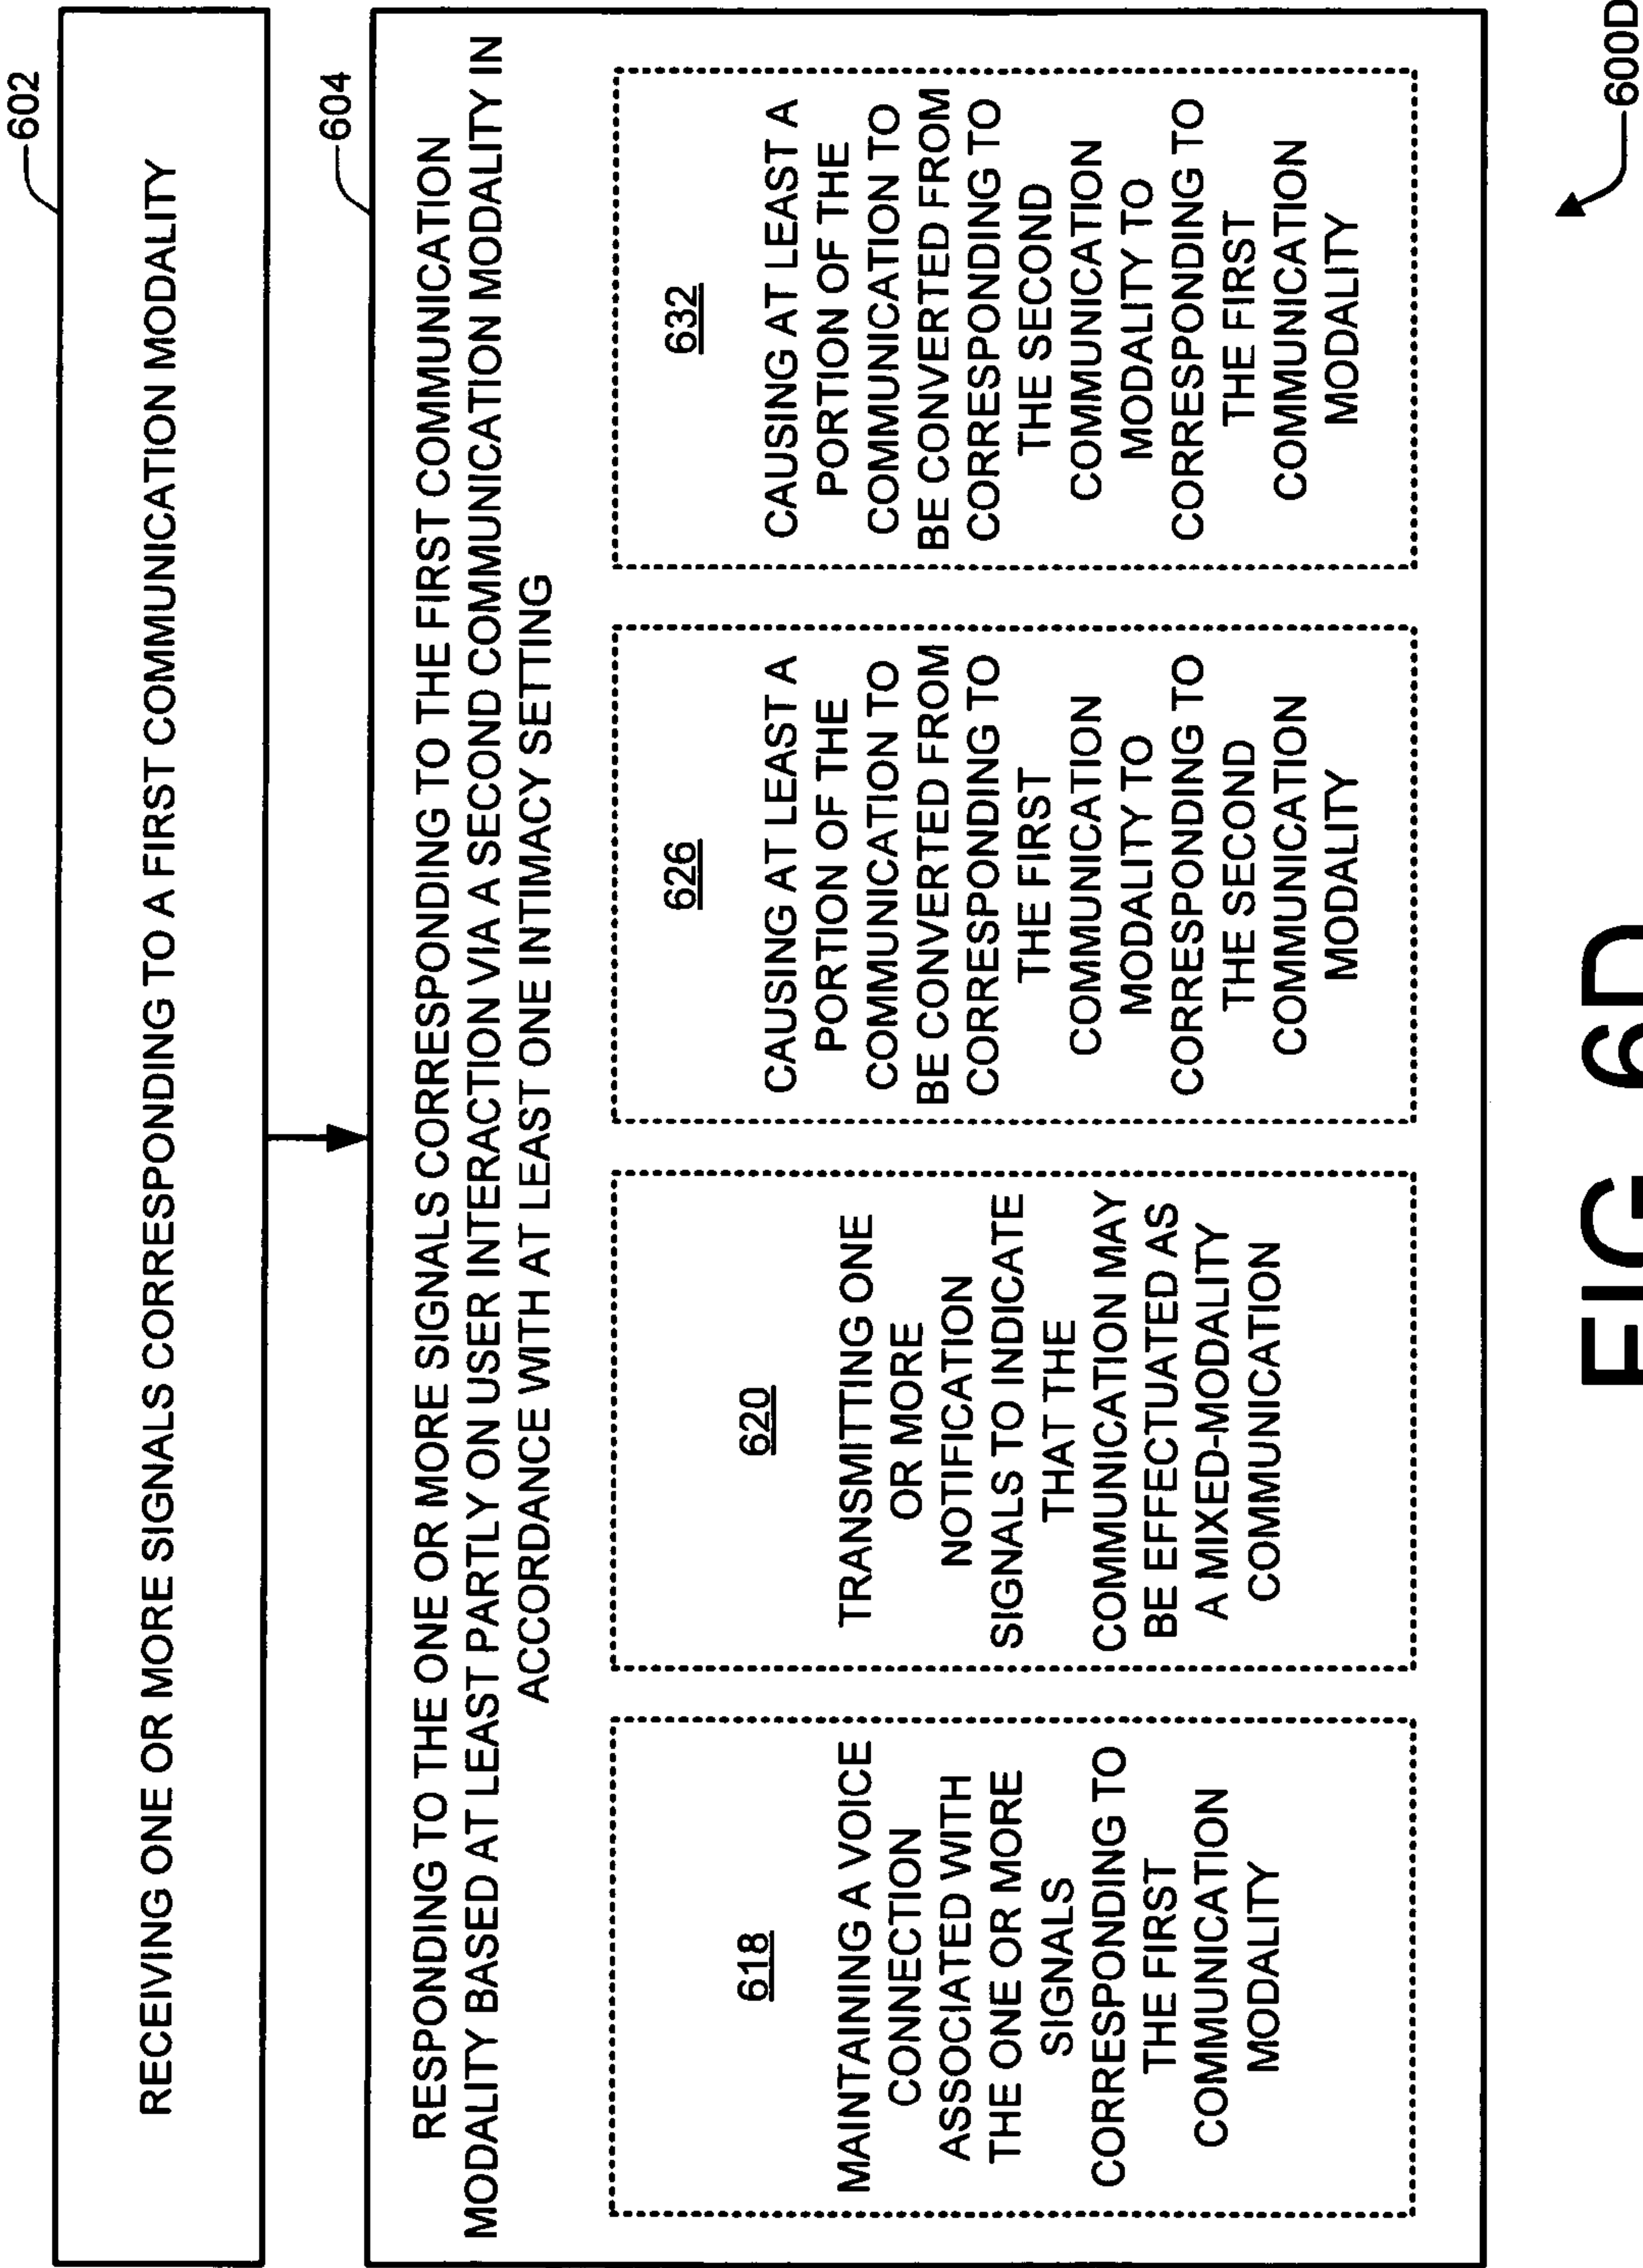 602
RECEIVING ONE OR MORE SIGNALS CORRESPONDING TO A FIRST COMMUNICATION MODALITY
604
RESPONDING TO THE ONE OR MORE SIGNALS CORRESPONDING TO THE FIRST COMMUNICATION
MODALITY BASED AT LEAST PARTLY ON USER INTERACTION VIA A SECOND COMMUNICATION MODALITY IN
ACCORDANCE WITH AT LEAST ONE INTIMACY SETTING
618
MAINTAINING A VOICE
CONNECTION
ASSOCIATED WITH
THE ONE OR MORE
SIGNALS
CORRESPONDING TO
THE FIRST
COMMUNICATION
MODALITY
620
TRANSMITTING ONE
OR MORE
NOTIFICATION
SIGNALS TO INDICATE
THAT THE
COMMUNICATION MAY
BE EFFECTUATED AS
A MIXED-MODALITY
COMMUNICATION
626
CAUSING AT LEAST A
PORTION OF THE
COMMUNICATION TO
BE CONVERTED FROM
CORRESPONDING TO
THE FIRST
COMMUNICATION
MODALITY TO
CORRESPONDING TO
THE SECOND
COMMUNICATION
MODALITY
632
CAUSING AT LEAST A
PORTION OF THE
COMMUNICATION TO
BE CONVERTED FROM
CORRESPONDING TO
THE SECOND
COMMUNICATION
MODALITY TO
CORRESPONDING TO
THE FIRST
COMMUNICATION
MODALITY
600D
FIG 6D